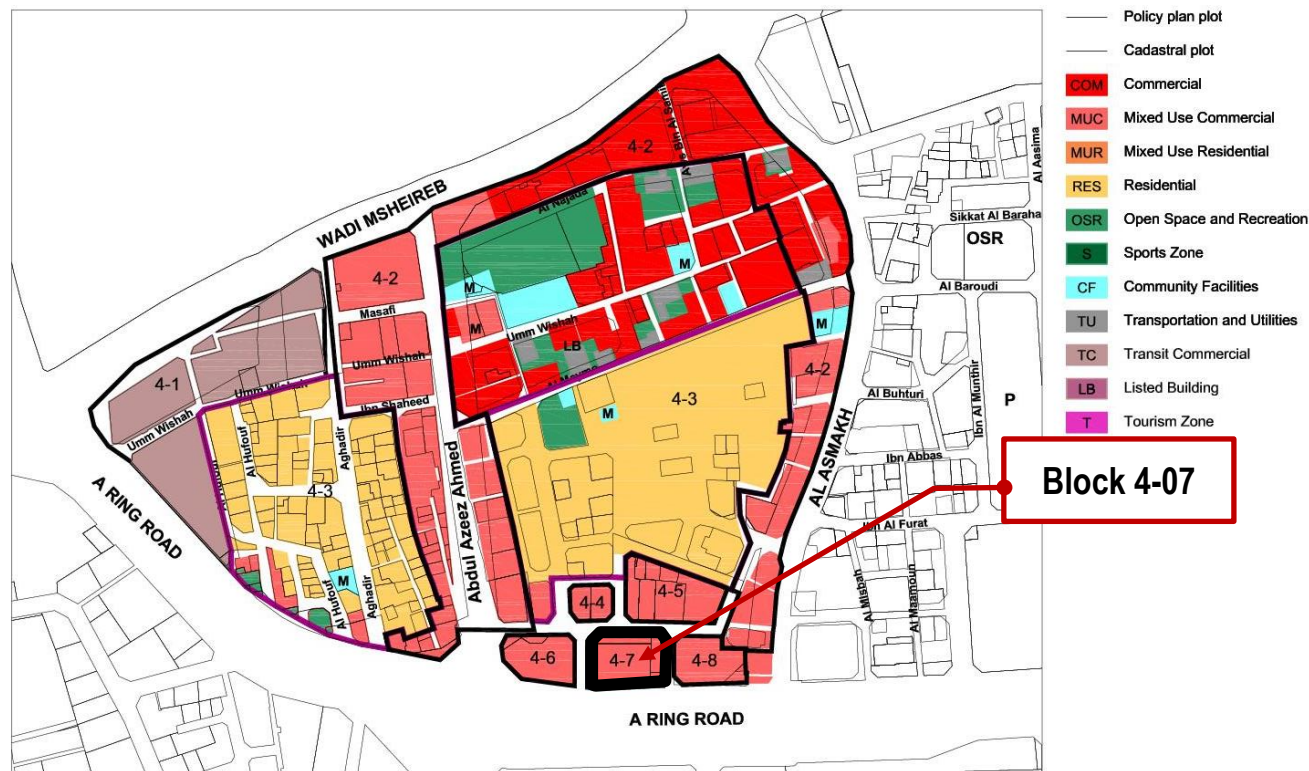 Policy plan plot
Cadastral plot
COM Commercial
MUC Mixed Use Commercial
MUR Mixed Use Residential
RES Residential
OSR Open Space and Recreation
S Sports Zone
CF Community Facilities
TU Transportation and Utilities
TC Transit Commercial
LB Listed Building
T Tourism Zone
Block 4-07
WADI MSHEIREB
4-2
Al Najada
Al Aasima
Sikkat Al Baraha
OSR
Al Baroudi
4-2
M
M
M
M
Masafi
Umm Wishah
Umm Wishah
LB
4-1
Umm Wishah
Umm Wishah
Ibn Shaheed
4-2
4-3
M
Al Buhturi
Ibn Al Munthir
P
A RING ROAD
Al Hufouf
Aghadir
4-3
Abdul Azeez Ahmed
AL ASMAKH
Ibn Abbas
Ibn Al Furat
M
Al Hufouf
Aghadir
4-4
4-5
Al Misbah
Al Maamoun
4-6
4-7
4-8
A RING ROAD